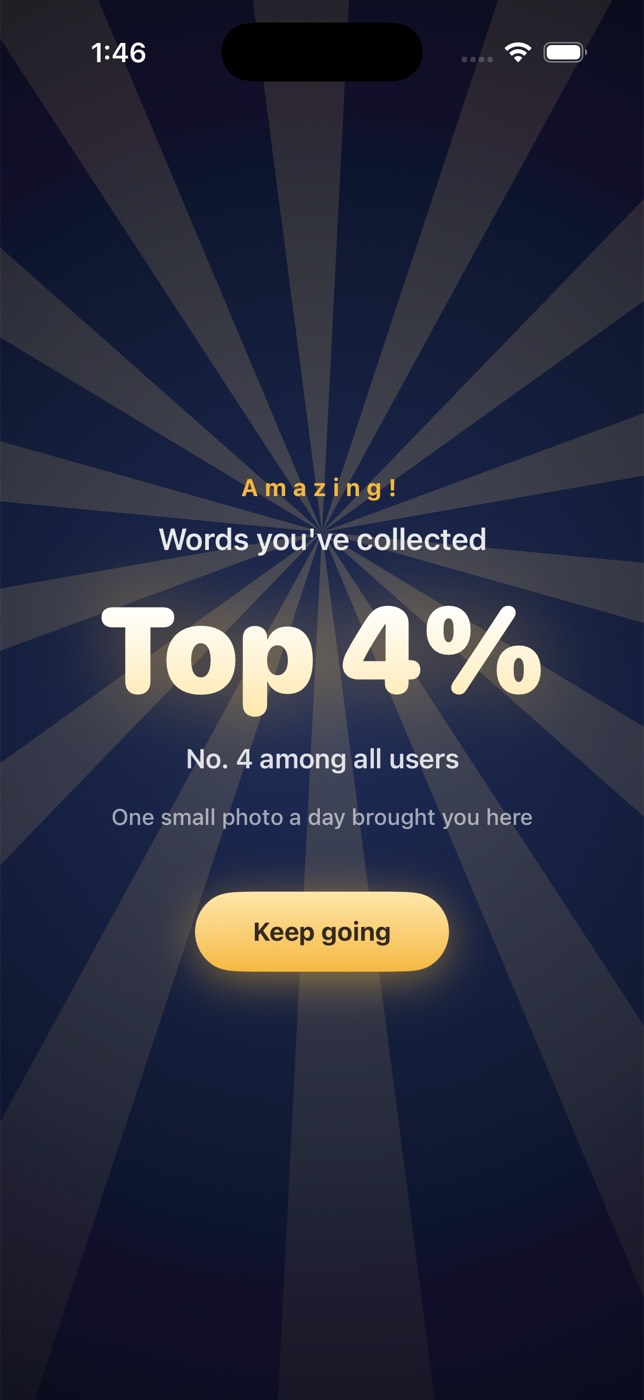 1:46
Amazing!
Words you've collected
Top 4%
No. 4 among all users
One small photo a day brought you here
Keep going